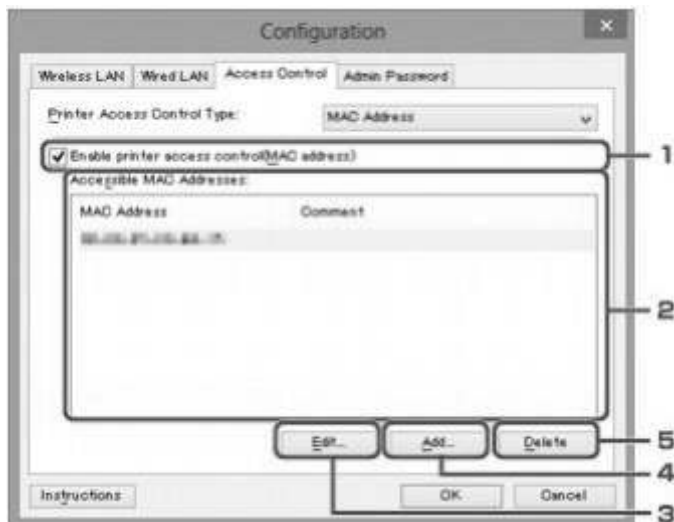 Configuration
Wireless LAN Wired LAN Access Control Admin Password
Printer Access Control Type: MAC Address
Enable printer access control(MAC address) 1
Accessible MAC Addresses:
MAC Address Comment
2
Edit... Add... Delete 5
4
Instructions OK Cancel
3